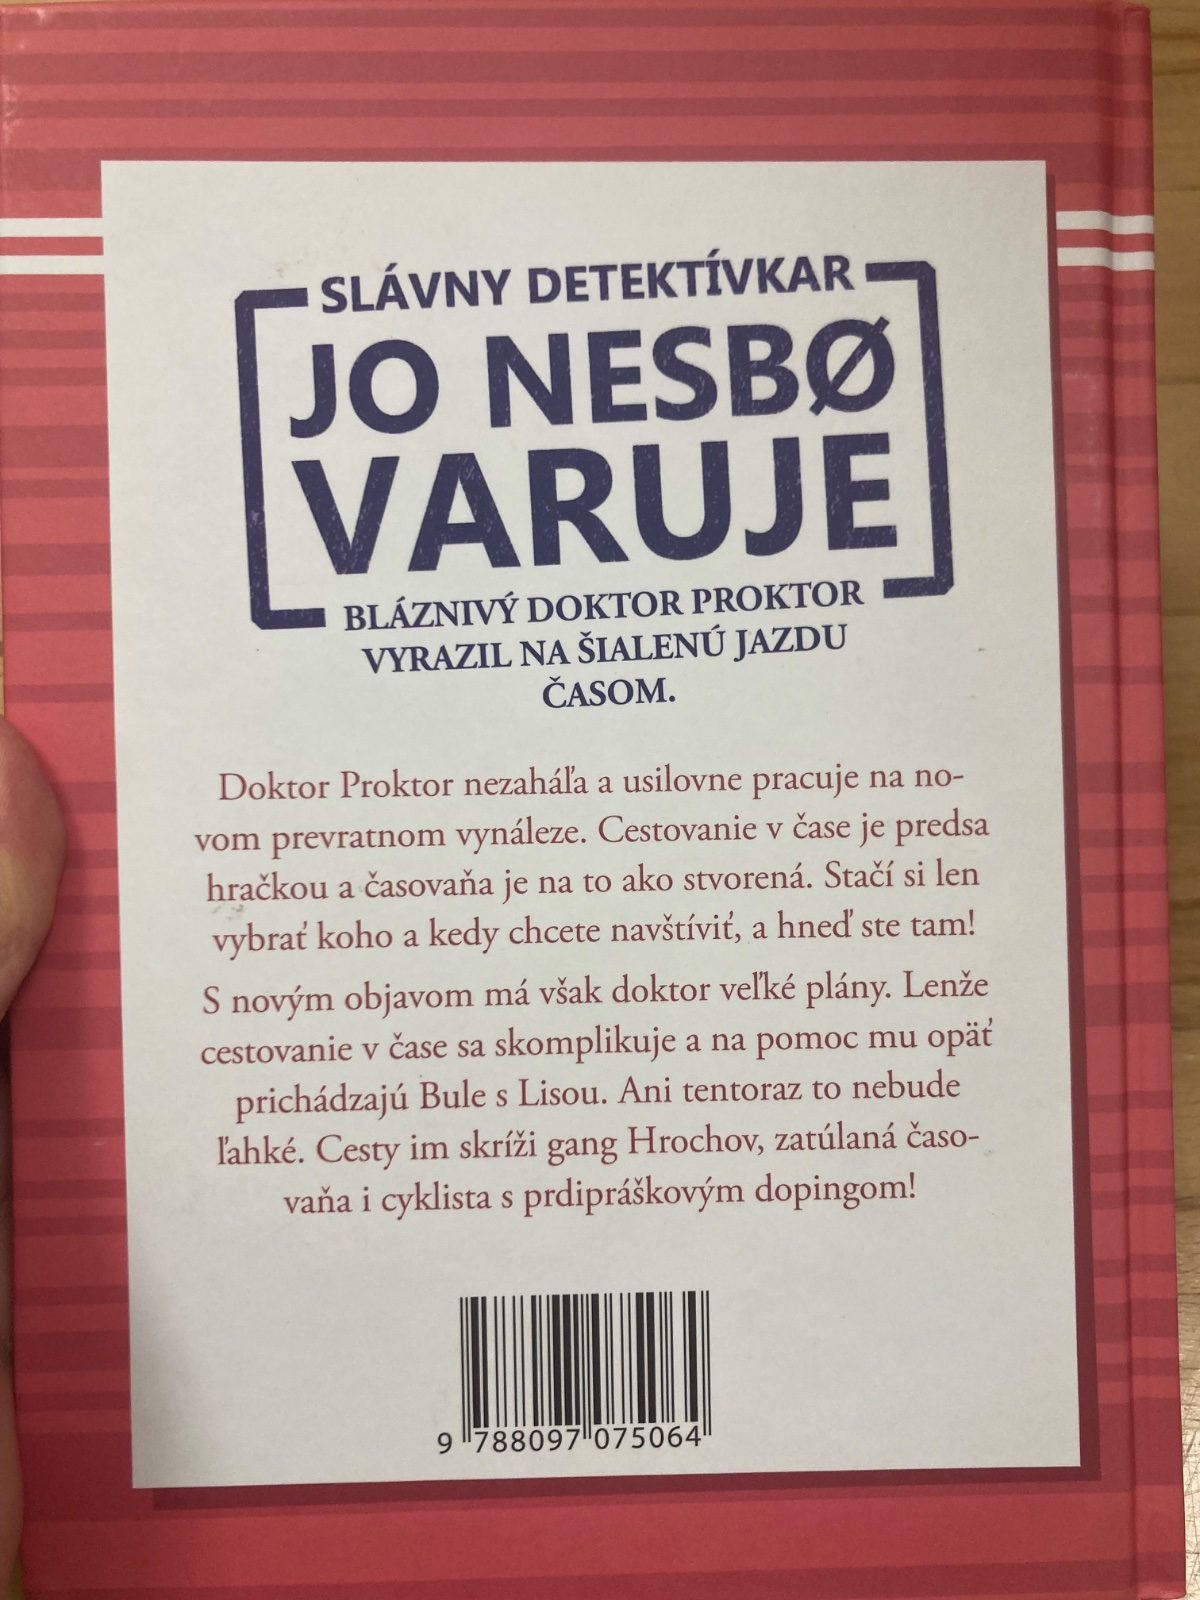 SLÁVNY DETEKTÍVKAR
JO NESBØ
VARUJE
BLÁZNIVÝ DOKTOR PROKTOR
VYRAZIL NA ŠIALENÚ JAZDU
ČASOM.
Doktor Proktor nezaháľa a usilovne pracuje na no-
vom prevratnom vynáleze. Cestovanie v čase je predsa
hračkou a časovaňa je na to ako stvorená. Stačí si len
vybrať koho a kedy chcete navštíviť, a hneď ste tam!
S novým objavom má však doktor veľké plány. Lenže
cestovanie v čase sa skomplikuje a na pomoc mu opäť
prichádzajú Bule s Lisou. Ani tentoraz to nebude
ľahké. Cesty im skríži gang Hrochov, zatúlaná časo-
vaňa i cyklista s prdipráškovým dopingom!
9 788097 075064